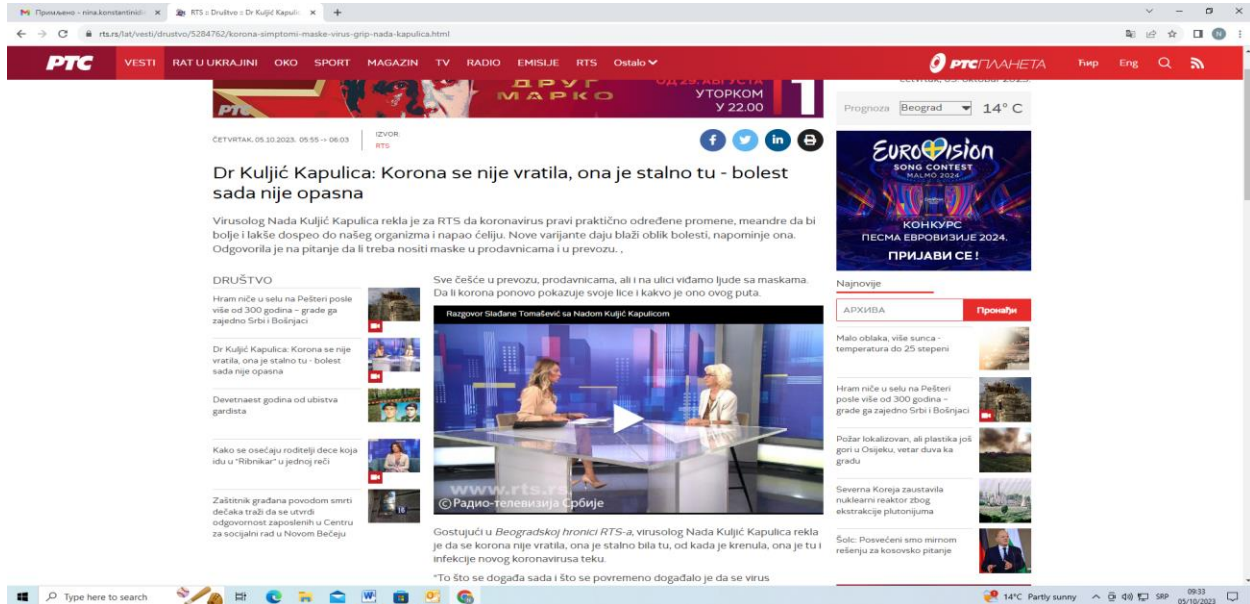 Примљено - nina.konstantinidi
RTS :: Društvo :: Dr Kuljić Kapulic
rts.rs/lat/vesti/drustvo/5284762/korona-simptomi-maske-virus-grip-nada-kapulica.html
РТС VESTI RAT U UKRAJINI OKO SPORT MAGAZIN TV RADIO EMISIJE RTS Ostalo
РТС ПЛАНЕТА Ћир Eng
ДРУГ
МАРКО
ОД 29. АВГУСТА
УТОРКОМ
У 22.00
1
РТС
četvrtak, 05. oktobar 2023.
Prognoza Beograd 14° C
ČETVRTAK, 05.10.2023, 05:55 -> 06:03
IZVOR
RTS
Dr Kuljić Kapulica: Korona se nije vratila, ona je stalno tu - bolest
sada nije opasna
Virusolog Nada Kuljić Kapulica rekla je za RTS da koronavirus pravi praktično određene promene, meandre da bi
bolje i lakše dospeo do našeg organizma i napao ćeliju. Nove varijante daju blaži oblik bolesti, napominje ona.
Odgovorila je na pitanje da li treba nositi maske u prodavnicama i u prevozu. ,
DRUŠTVO
Hram niče u selu na Pešteri posle
više od 300 godina – grade ga
zajedno Srbi i Bošnjaci
Dr Kuljić Kapulica: Korona se nije
vratila, ona je stalno tu - bolest
sada nije opasna
Devetnaest godina od ubistva
gardista
Kako se osećaju roditelji dece koja
idu u "Ribnikar" u jednoj reči
Zaštitnik građana povodom smrti
dečaka traži da se utvrdi
odgovornost zaposlenih u Centru
za socijalni rad u Novom Bečeju
Sve češće u prevozu, prodavnicama, ali i na ulici viđamo ljude sa maskama.
Da li korona ponovo pokazuje svoje lice i kakvo je ono ovog puta.
Razgovor Slađane Tomašević sa Nadom Kuljić Kapulicom
www.rts.rs
© Радио-телевизија Србије
Gostujući u Beogradskoj hronici RTS-a, virusolog Nada Kuljić Kapulica rekla
je da se korona nije vratila, ona je stalno bila tu, od kada je krenula, ona je tu i
infekcije novog koronavirusa teku.
"To što se događa sada i što se povremeno događalo je da se virus
EUROVISION
SONG CONTEST
MALMÖ 2024
КОНКУРС
ПЕСМА ЕВРОВИЗИЈЕ 2024.
ПРИЈАВИ СЕ !
Najnovije
АРХИВА Пронађи
Malo oblaka, više sunca -
temperatura do 25 stepeni
Hram niče u selu na Pešteri
posle više od 300 godina –
grade ga zajedno Srbi i Bošnjaci
Požar lokalizovan, ali plastika još
gori u Osijeku, vetar duva ka
gradu
Severna Koreja zaustavila
nuklearni reaktor zbog
ekstrakcije plutonijuma
Šolc: Posvećeni smo mirnom
rešenju za kosovsko pitanje
Type here to search
14°C Partly sunny SRP 09:33
05/10/2023